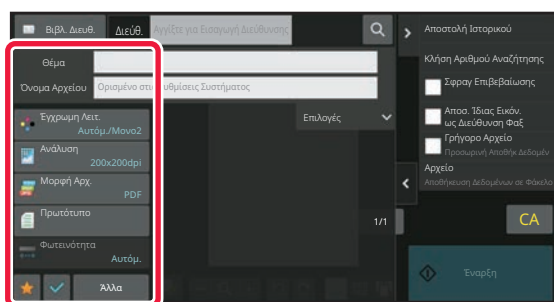 Βιβλ. Διευθ.
Διεύθ.
Αγγίξτε για Εισαγωγή Διεύθυνσης
Θέμα
Όνομα Αρχείου
Ορισμένο στις Ρυθμίσεις Συστήματος
Έγχρωμη Λειτ.
Αυτόμ./Μονο2
Ανάλυση
200x200dpi
Μορφή Αρχ.
PDF
Πρωτότυπο
Φωτεινότητα
Αυτόμ.
Άλλα
Επιλογές
1/1
Αποστολή Ιστορικού
Κλήση Αριθμού Αναζήτησης
Σφραγ Επιβεβαίωσης
Αποσ. Ίδιας Εικόν.
ως Διεύθυνση Φαξ
Γρήγορο Αρχείο
Προσωρινή Αποθήκ Δεδομέν
Αρχείο
Αποθήκευση Δεδομένων σε Φάκελο
CA
Έναρξη